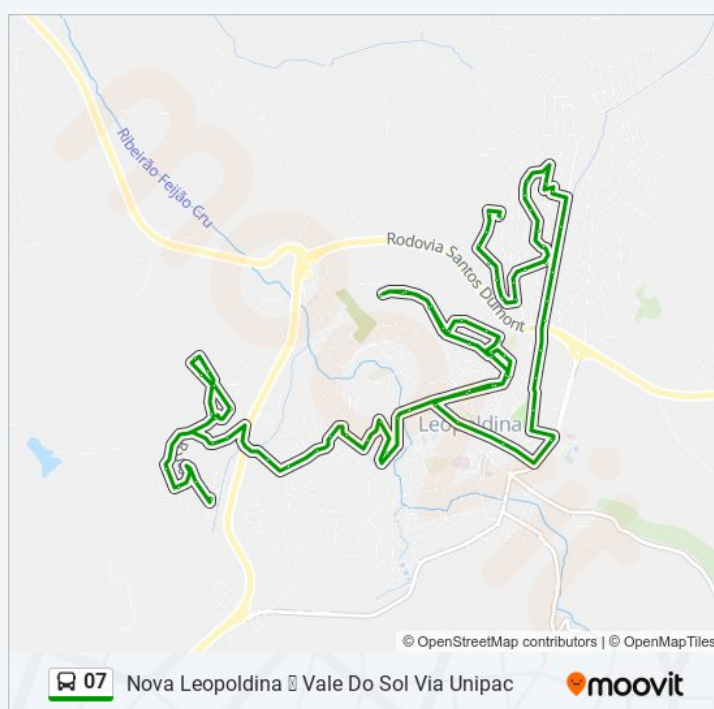 Ribeirão Feijão Cru
Rodovia Santos Dumont
Leopoldina
© OpenStreetMap contributors | © OpenMapTiles
07 Nova Leopoldina Vale Do Sol Via Unipac
moovit